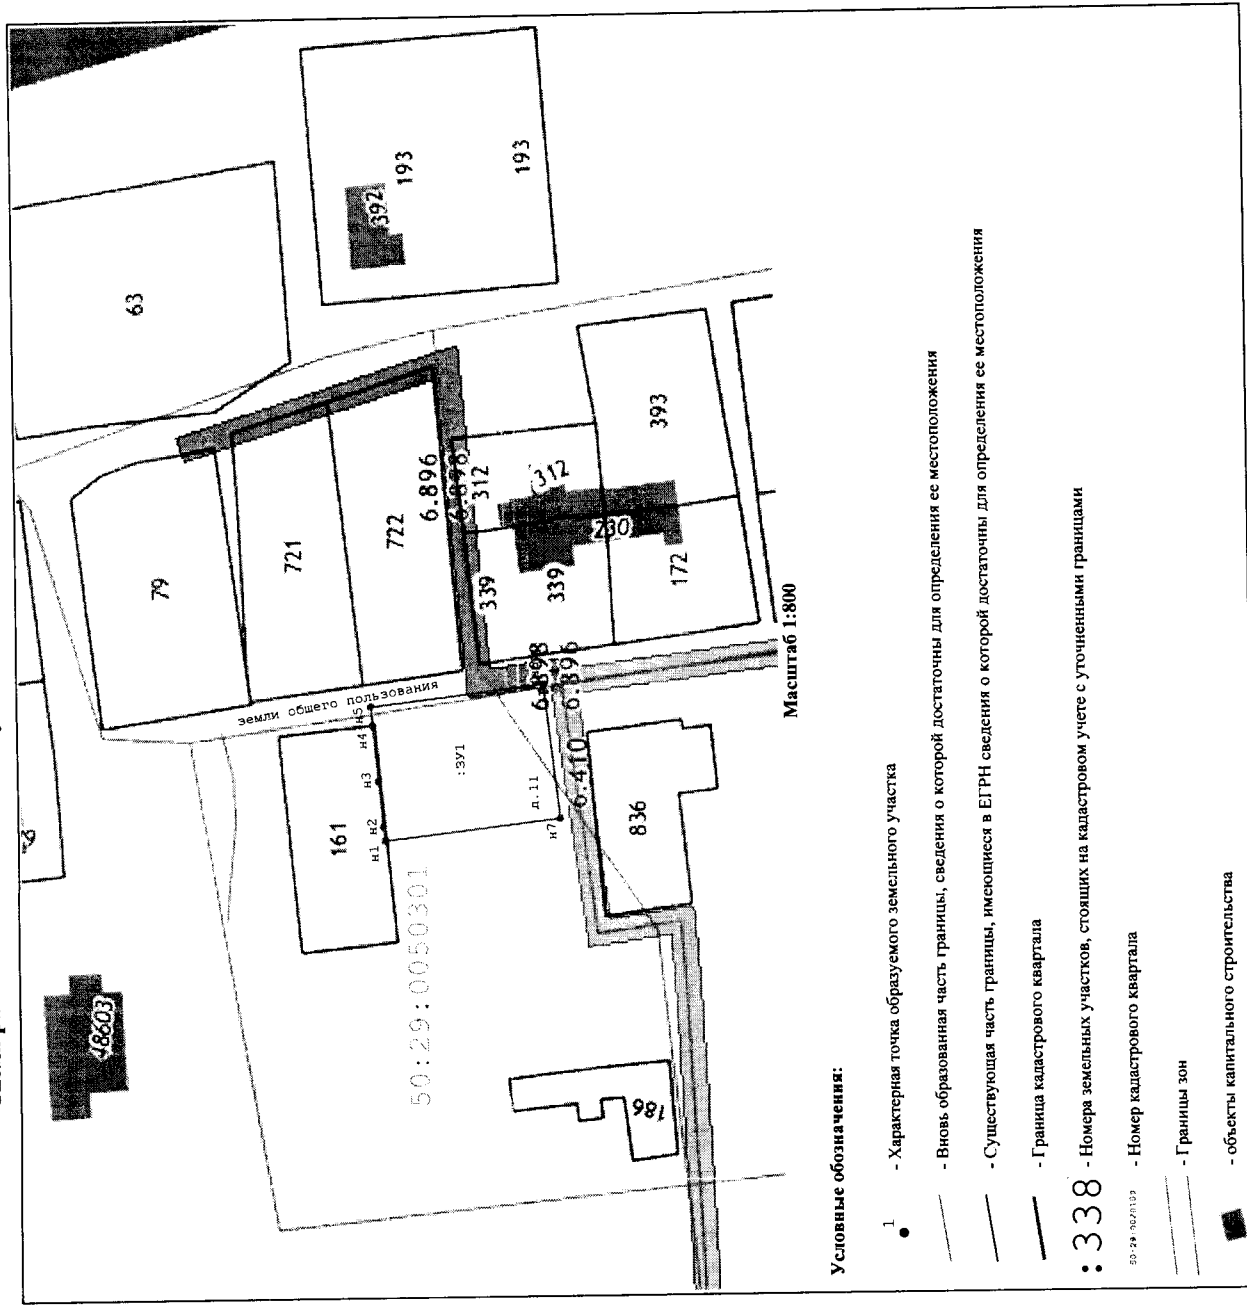 48603
50:29:0050301
186
161
836
н1
н2
н3
н4
н5
н7
:ЗУ1
д.11
6.410
земли общего пользования
6.896
79
721
722
6.896
6.898
312
312
339
339
230
172
393
63
392
193
193
Масштаб 1:800
Условные обозначения:
1
- Характерная точка образуемого земельного участка
- Вновь образованная часть границы, сведения о которой достаточны для определения ее местоположения
- Существующая часть границы, имеющиеся в ЕГРН сведения о которой достаточны для определения ее местоположения
- Граница кадастрового квартала
:338 - Номера земельных участков, стоящих на кадастровом учете с уточненными границами
- Номер кадастрового квартала
- Границы зон
- объекты капитального строительства